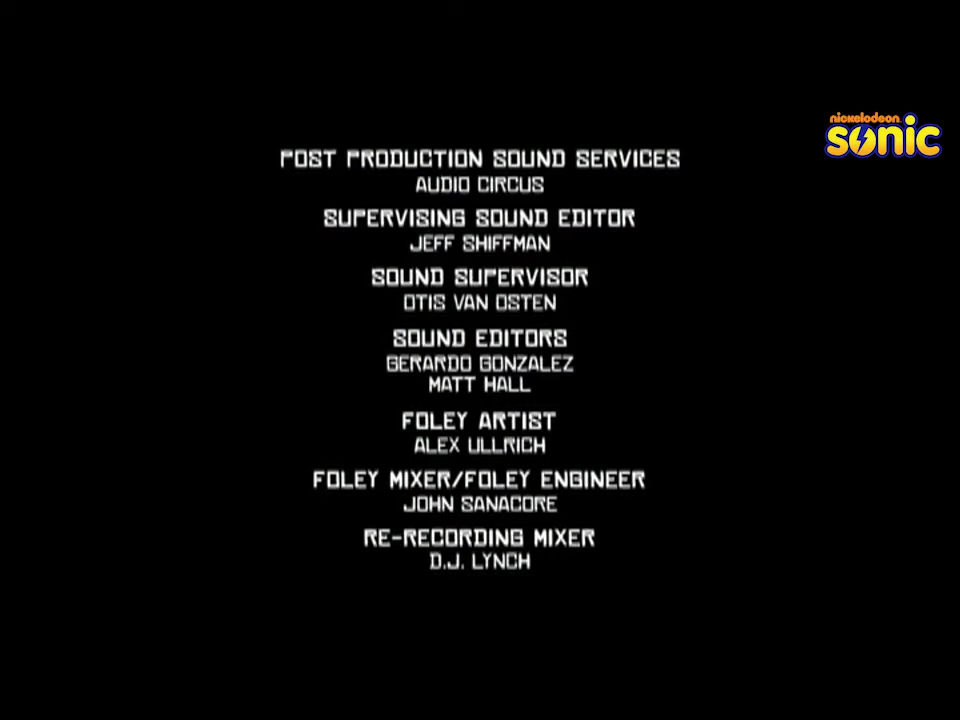 nickelodeon
sonic
POST PRODUCTION SOUND SERVICES
AUDIO CIRCUS
SUPERVISING SOUND EDITOR
JEFF SHIFFMAN
SOUND SUPERVISOR
OTIS VAN OSTEN
SOUND EDITORS
GERARDO GONZALEZ
MATT HALL
FOLEY ARTIST
ALEX ULLRICH
FOLEY MIXER/FOLEY ENGINEER
JOHN SANACORE
RE-RECORDING MIXER
D.J. LYNCH